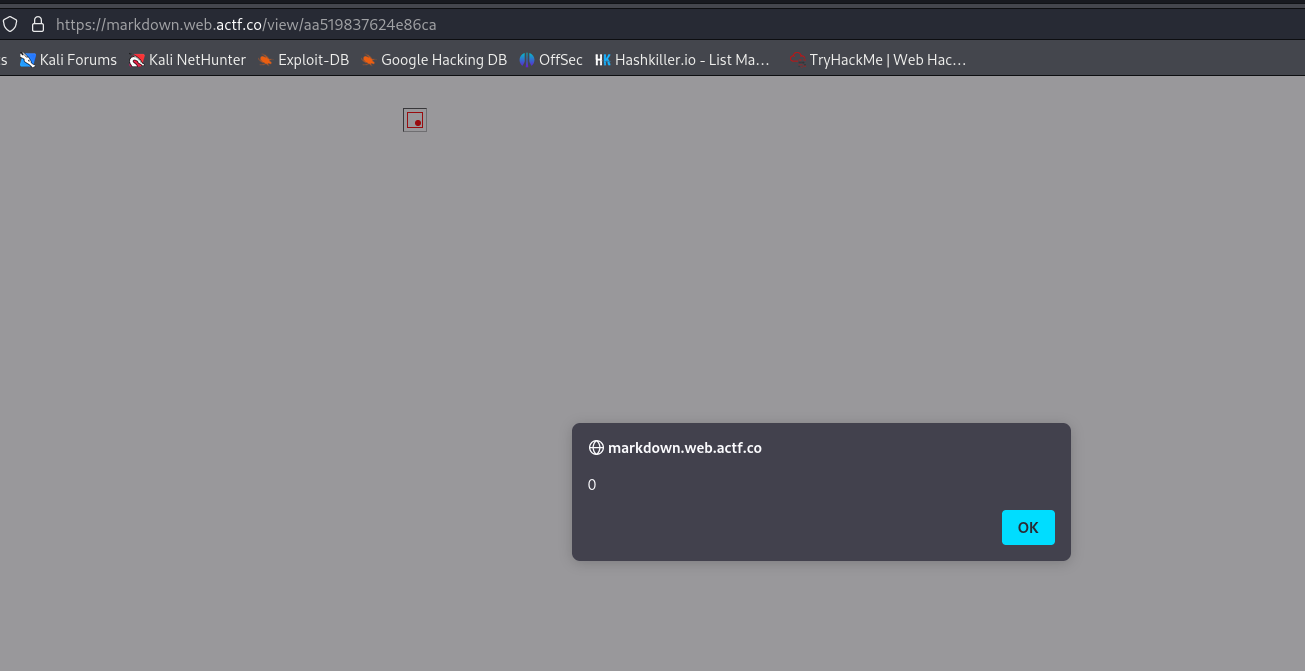 https://markdown.web.actf.co/view/aa519837624e86ca
s Kali Forums Kali NetHunter Exploit-DB Google Hacking DB OffSec HK Hashkiller.io - List Ma… TryHackMe | Web Hac…
markdown.web.actf.co
0
OK